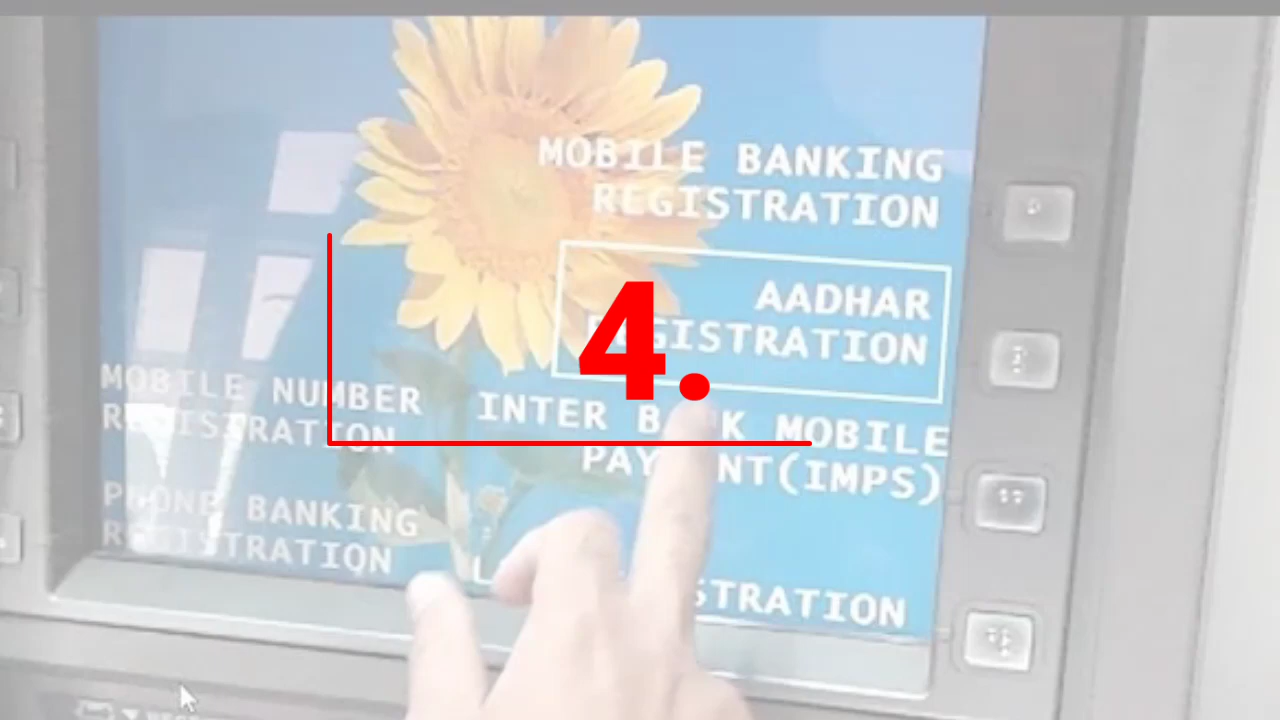 MOBILE BANKING
REGISTRATION
AADHAR
REGISTRATION
4.
MOBILE NUMBER
REGISTRATION
INTER BANK MOBILE
PAYMENT(IMPS)
PHONE BANKING
REGISTRATION